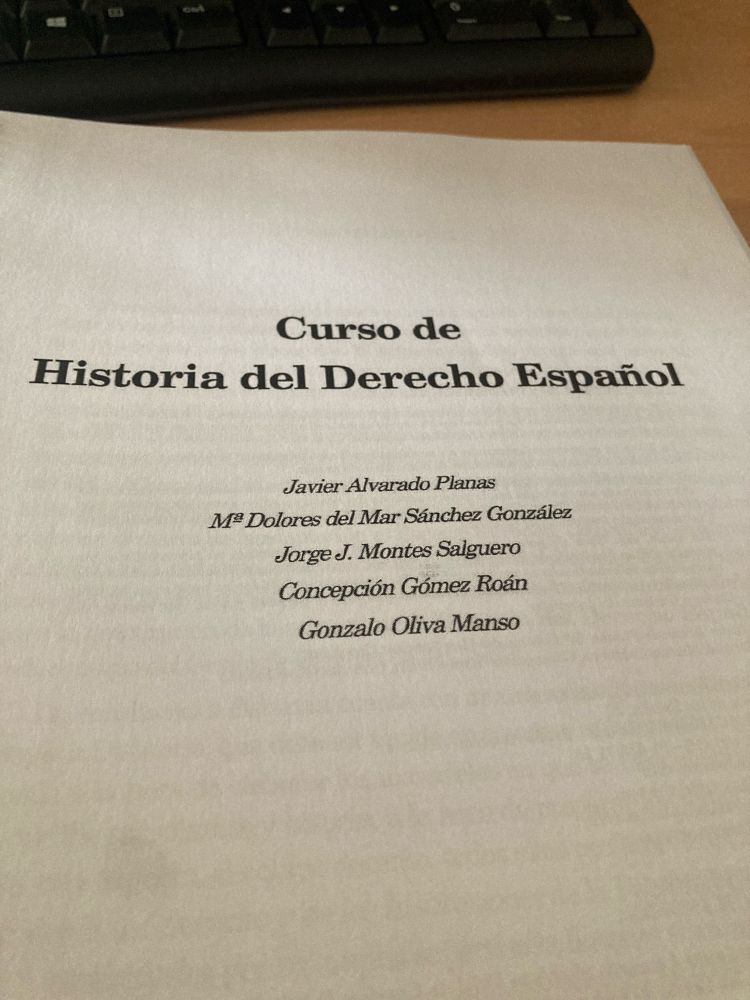 Ctrl
Curso de
Historia del Derecho Español
Javier Alvarado Planas
Mª Dolores del Mar Sánchez González
Jorge J. Montes Salguero
Concepción Gómez Roán
Gonzalo Oliva Manso